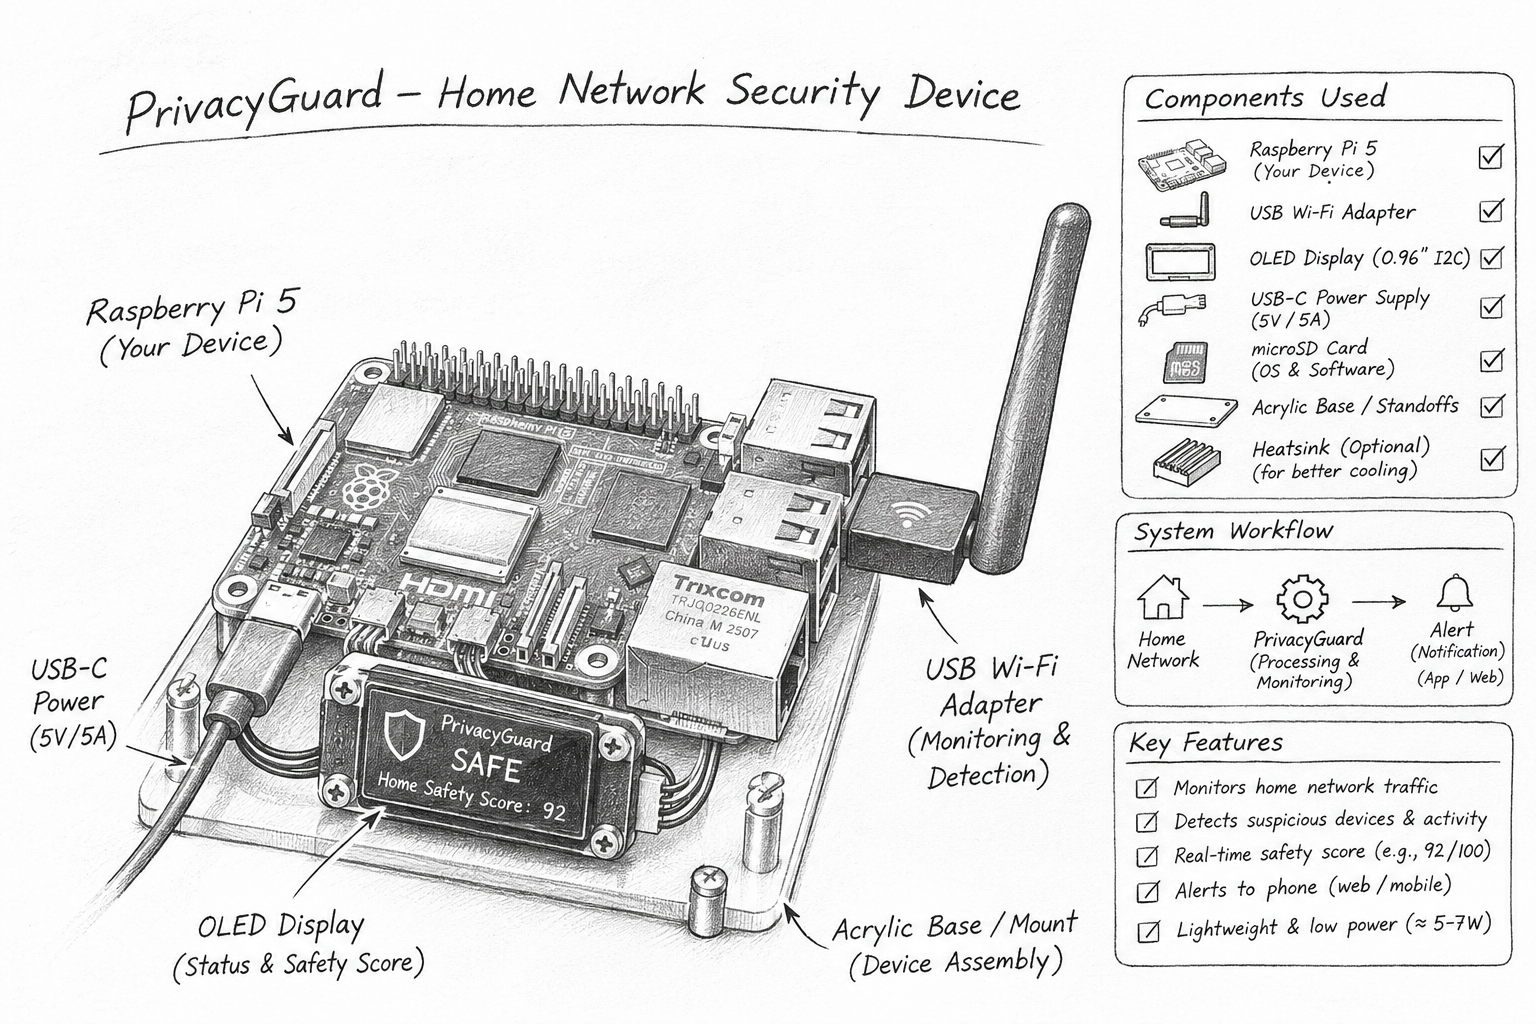 PrivacyGuard – Home Network Security Device
Raspberry Pi 5
(Your Device)
Raspberry Pi 5
HDMI
Trixcom
TRJQ0226ENL
China M 2507
cULus
USB-C
Power
(5V/5A)
PrivacyGuard
SAFE
Home Safety Score: 92
OLED Display
(Status & Safety Score)
USB Wi-Fi
Adapter
(Monitoring &
Detection)
Acrylic Base / Mount
(Device Assembly)
Components Used
Raspberry Pi 5
(Your Device)
USB Wi-Fi Adapter
OLED Display (0.96" I2C)
USB-C Power Supply
(5V / 5A)
microSD Card
(OS & Software)
Acrylic Base / Standoffs
Heatsink (Optional)
(for better cooling)
System Workflow
Home
Network
PrivacyGuard
(Processing &
Monitoring)
Alert
(Notification)
(App / Web)
Key Features
Monitors home network traffic
Detects suspicious devices & activity
Real-time safety score (e.g., 92/100)
Alerts to phone (web / mobile)
Lightweight & low power (≈ 5-7W)